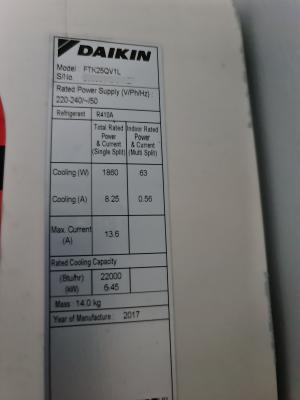 DAIKIN
Model : FTN25QV1L
S/No. :
Rated Power Supply (V/Ph/Hz) :
220-240/~/50
Refrigerant R410A
Total Rated Power & Current (Single Split) Indoor Rated Power & Current (Multi Split)
Cooling (W) 1860 63
Cooling (A) 8.25 0.56
Max. Current (A) 13.6
Rated Cooling Capacity
(Btu/hr) 22000
(kW) 6.45
Mass : 14.0 kg
Year of Manufacture : 2017